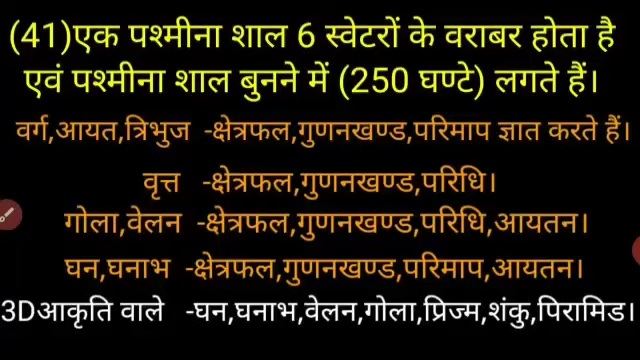 (41)एक पश्मीना शाल 6 स्वेटरों के वराबर होता है
एवं पश्मीना शाल बुनने में (250 घण्टे) लगते हैं।
वर्ग,आयत,त्रिभुज -क्षेत्रफल,गुणनखण्ड,परिमाप ज्ञात करते हैं।
वृत्त -क्षेत्रफल,गुणनखण्ड,परिधि।
गोला,वेलन -क्षेत्रफल,गुणनखण्ड,परिधि,आयतन।
घन,घनाभ -क्षेत्रफल,गुणनखण्ड,परिमाप,आयतन।
3Dआकृति वाले -घन,घनाभ,वेलन,गोला,प्रिज्म,शंकु,पिरामिड।